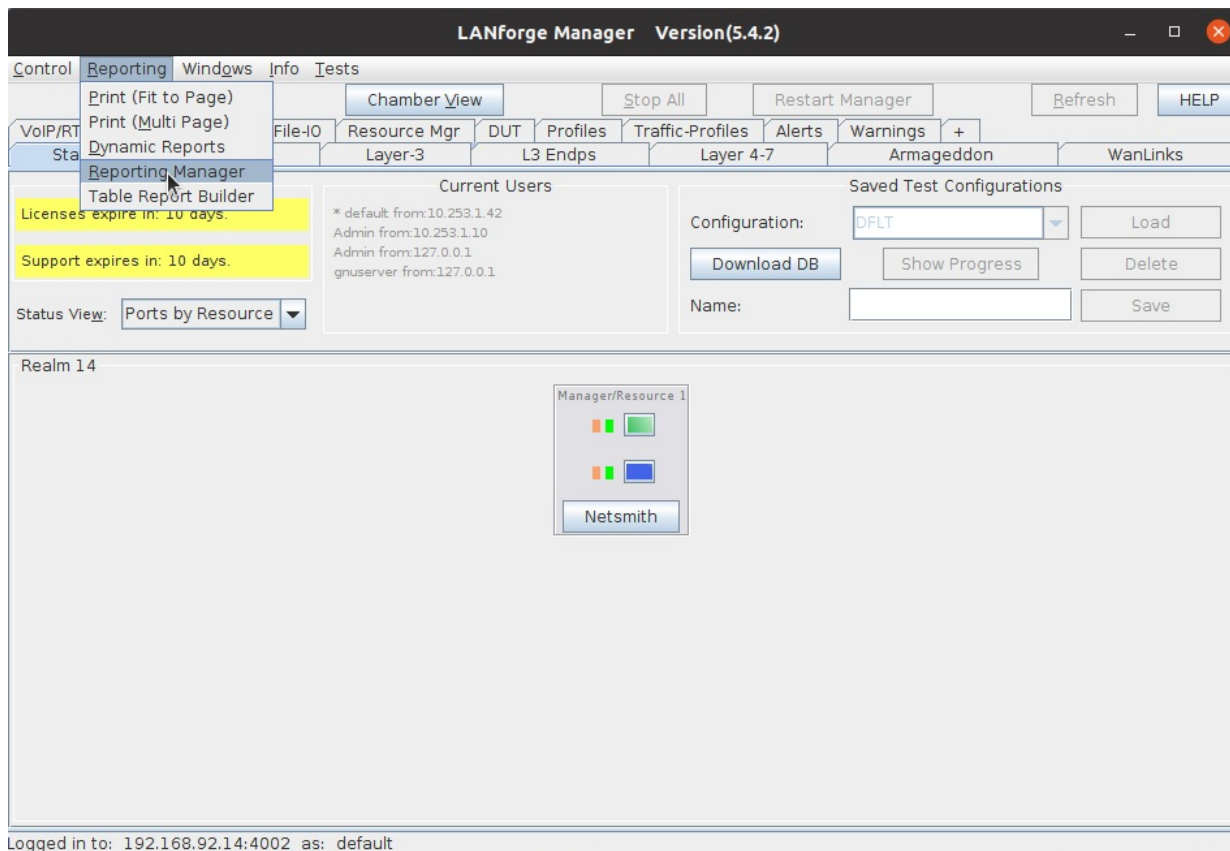 LANforge Manager Version(5.4.2)
Control Reporting Windows Info Tests
Print (Fit to Page)
Print (Multi Page)
Dynamic Reports
Reporting Manager
Table Report Builder
Chamber View Stop All Restart Manager Refresh HELP
VoIP/RT File-IO Resource Mgr DUT Profiles Traffic-Profiles Alerts Warnings +
Sta Layer-3 L3 Endps Layer 4-7 Armageddon WanLinks
Licenses expire in: 10 days.
Support expires in: 10 days.
Status View: Ports by Resource
Current Users
* default from:10.253.1.42
Admin from:10.253.1.10
Admin from:127.0.0.1
gnuserver from:127.0.0.1
Saved Test Configurations
Configuration: DFLT Load
Download DB Show Progress Delete
Name: Save
Realm 14
Manager/Resource 1
Netsmith
Logged in to: 192.168.92.14:4002 as: default